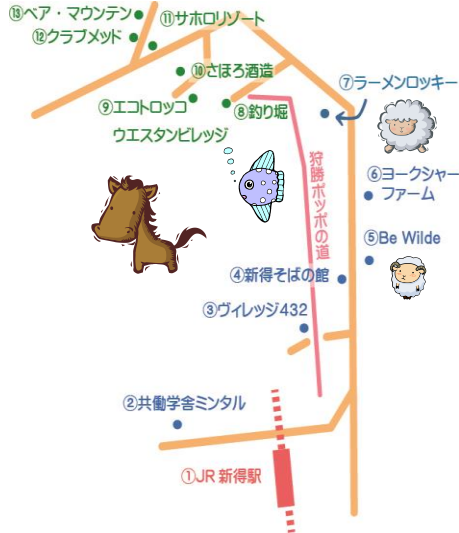 ⑬ベア・マウンテン
⑪サホロリゾート
⑫クラブメッド
⑩さほろ酒造
⑦ラーメンロッキー
⑨エコトロッコ
⑧釣り堀
ウエスタンビレッジ
狩勝ポッポの道
⑥ヨークシャー
ファーム
⑤Be Wilde
④新得そばの館
③ヴィレッジ432
②共働学舎ミンタル
①JR 新得駅